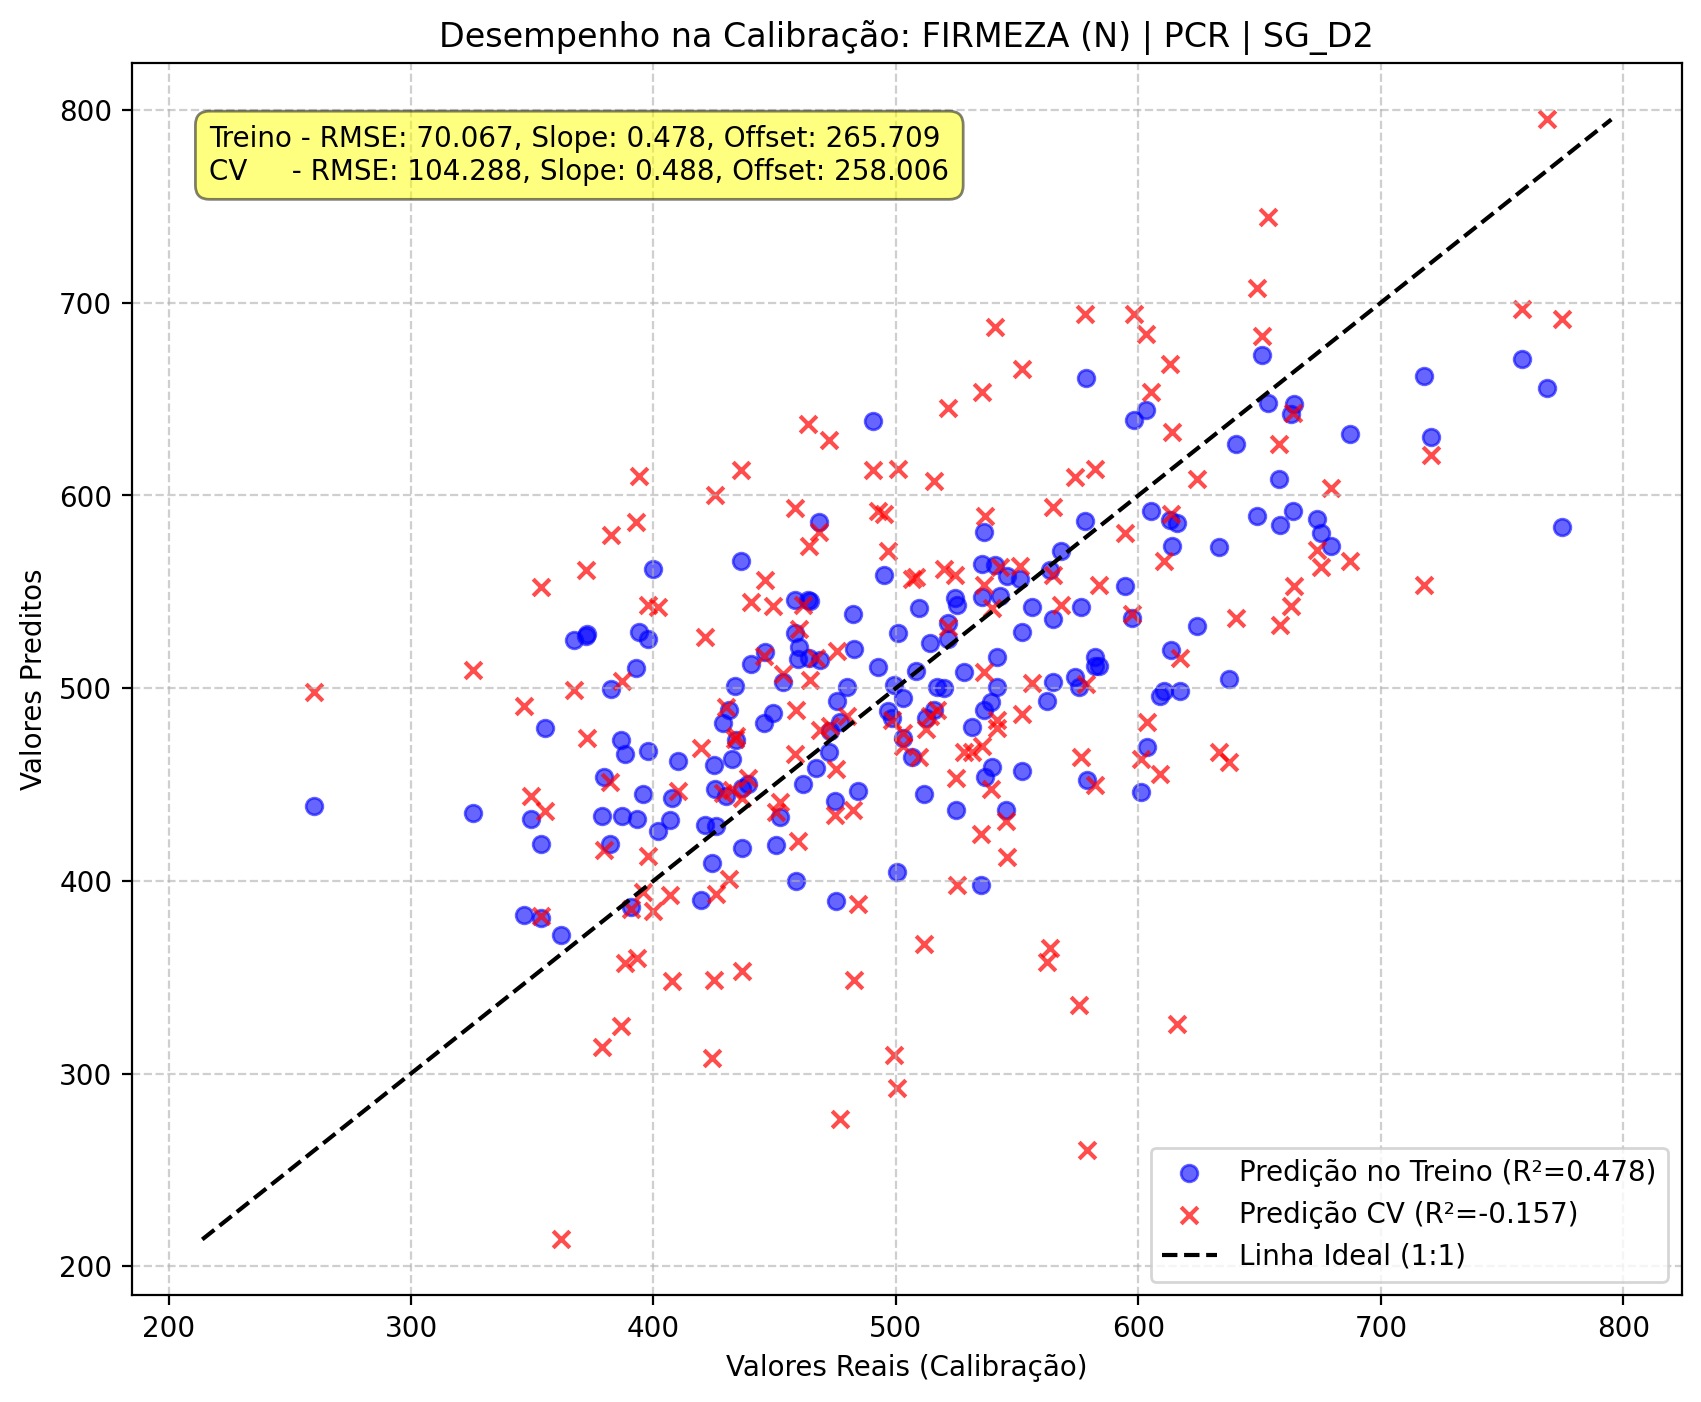 Desempenho na Calibração: FIRMEZA (N) | PCR | SG_D2
Treino - RMSE: 70.067, Slope: 0.478, Offset: 265.709
CV - RMSE: 104.288, Slope: 0.488, Offset: 258.006
Valores Preditos
800
700
600
500
400
300
200
Predição no Treino (R²=0.478)
Predição CV (R²=-0.157)
Linha Ideal (1:1)
200 300 400 500 600 700 800
Valores Reais (Calibração)